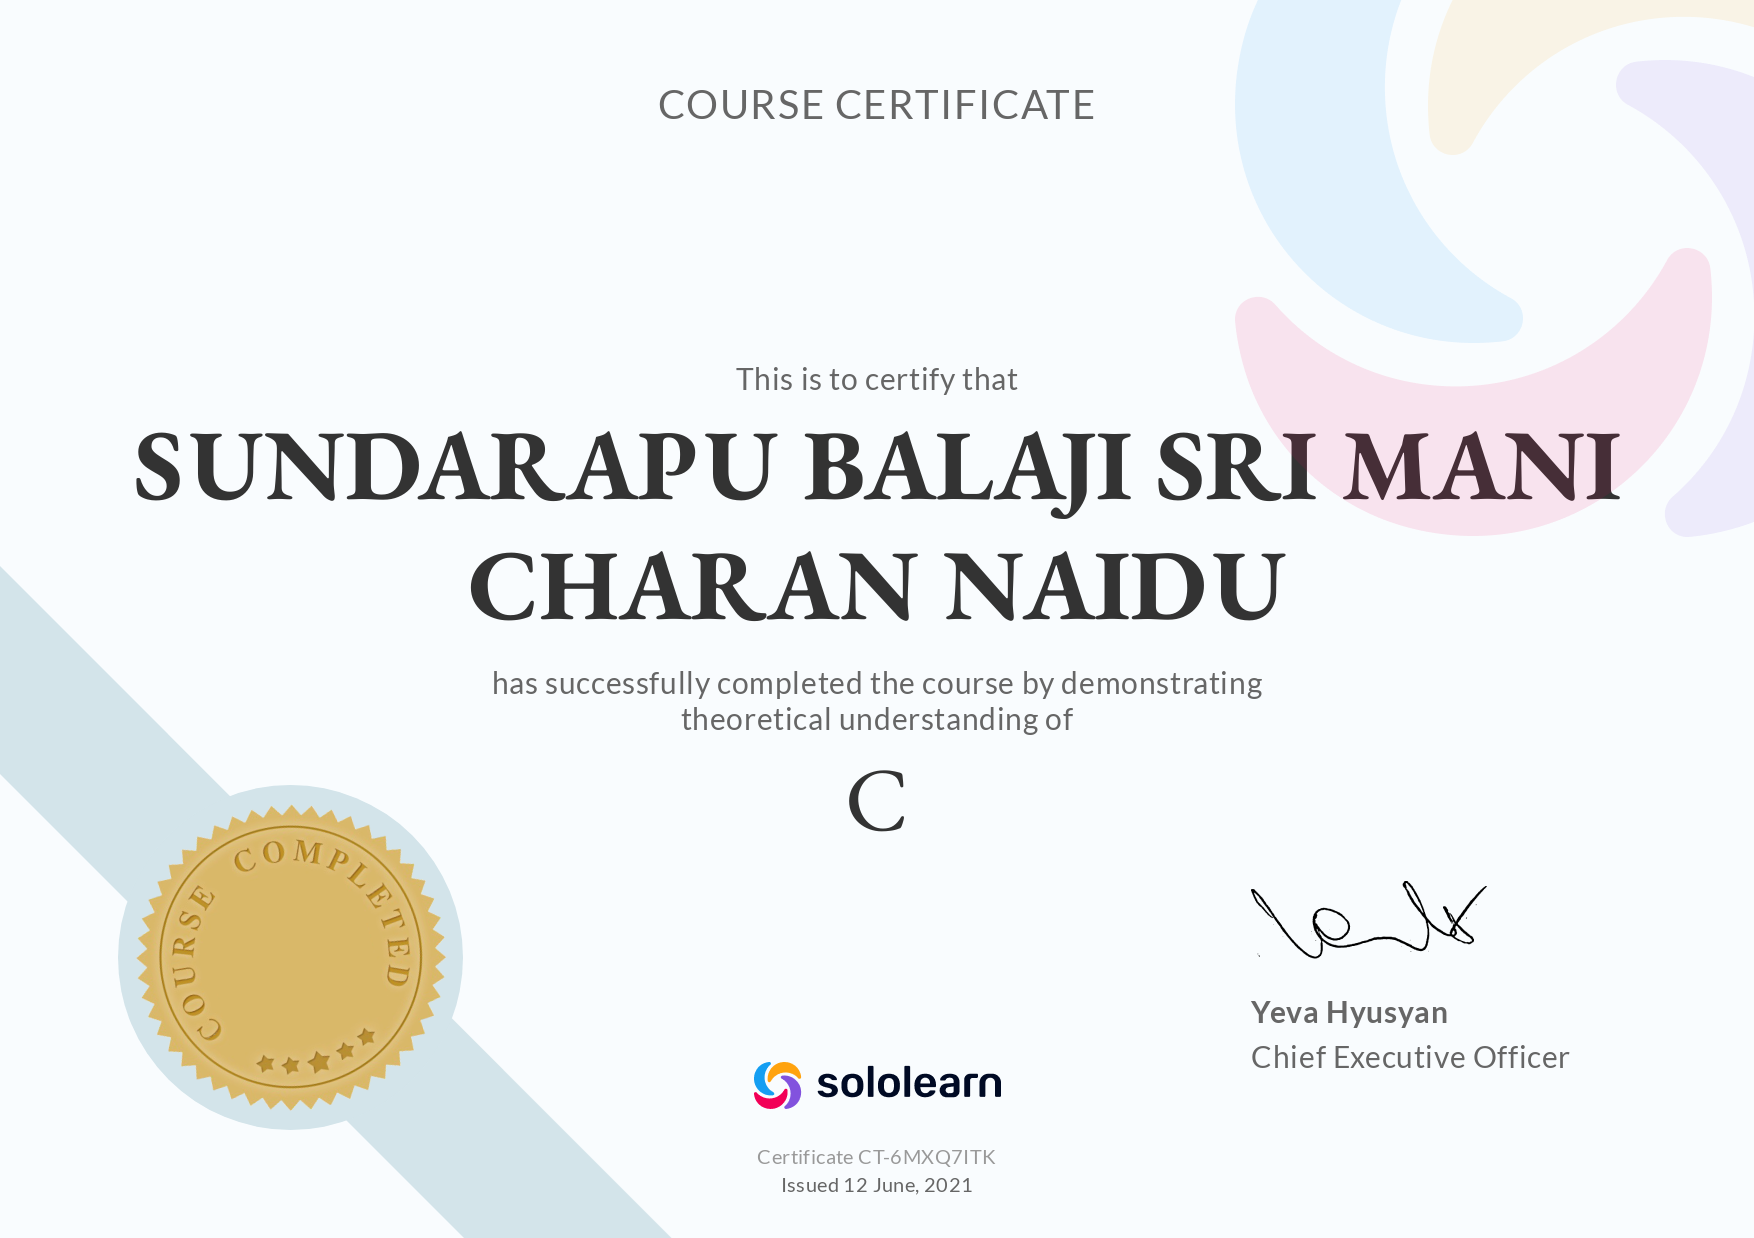 COURSE CERTIFICATE
This is to certify that
SUNDARAPU BALAJI SRI MANI
CHARAN NAIDU
has successfully completed the course by demonstrating
theoretical understanding of
C
COURSE COMPLETED
Yeva Hyusyan
Chief Executive Officer
sololearn
Certificate CT-6MXQ7ITK
Issued 12 June, 2021